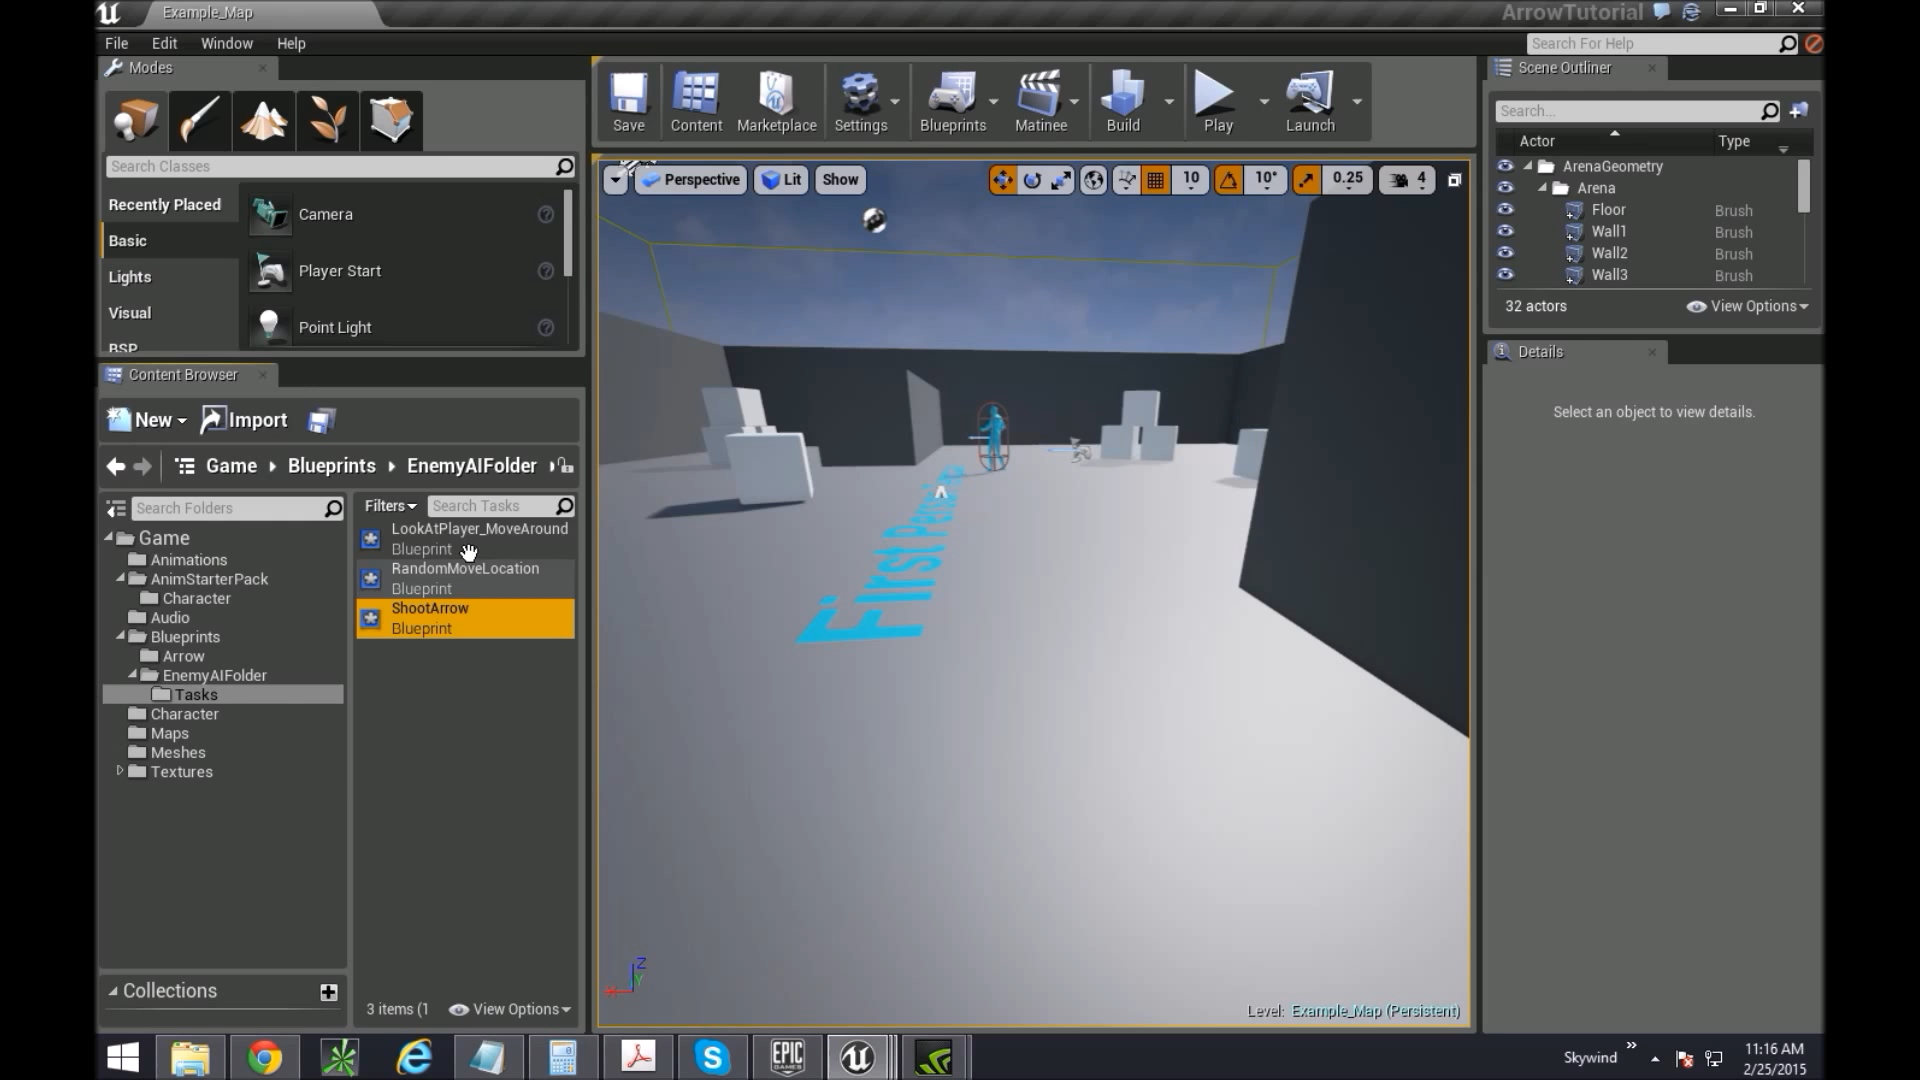 Example_Map
ArrowTutorial
File Edit Window Help
Search For Help
Modes
Search Classes
Recently Placed
Basic
Lights
Visual
BSP
Camera
Player Start
Point Light
Save
Content
Marketplace
Settings
Blueprints
Matinee
Build
Play
Launch
Perspective
Lit
Show
10
10°
0.25
4
First Person
Level: Example_Map (Persistent)
Z
Y
X
Scene Outliner
Search...
Actor Type
ArenaGeometry
Arena
Floor Brush
Wall1 Brush
Wall2 Brush
Wall3 Brush
32 actors
View Options
Details
Select an object to view details.
Content Browser
New
Import
Game Blueprints EnemyAIFolder
Search Folders
Game
Animations
AnimStarterPack
Character
Audio
Blueprints
Arrow
EnemyAIFolder
Tasks
Character
Maps
Meshes
Textures
Collections
Filters
Search Tasks
LookAtPlayer_MoveAround
Blueprint
RandomMoveLocation
Blueprint
ShootArrow
Blueprint
3 items (1
View Options
EPIC
GAMES
Skywind
11:16 AM
2/25/2015